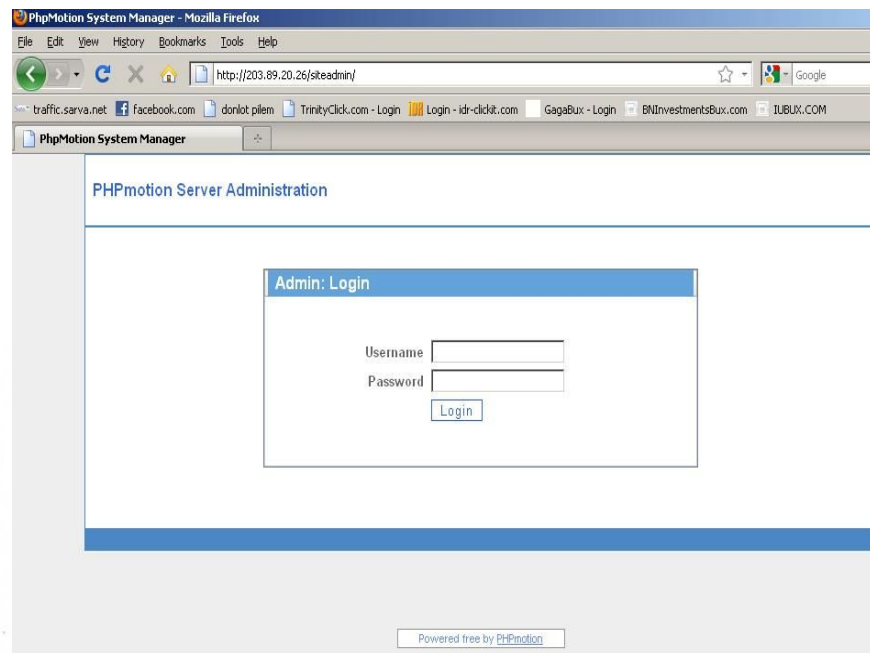 PhpMotion System Manager - Mozilla Firefox
File Edit View History Bookmarks Tools Help
http://203.89.20.26/siteadmin/ Google
traffic.sarva.net facebook.com donlot pilem TrinityClick.com - Login Login - idr-clickit.com GagaBux - Login BNInvestmentsBux.com IUBUX.COM
PhpMotion System Manager
PHPmotion Server Administration
Admin: Login
Username
Password
Login
Powered free by PHPmotion